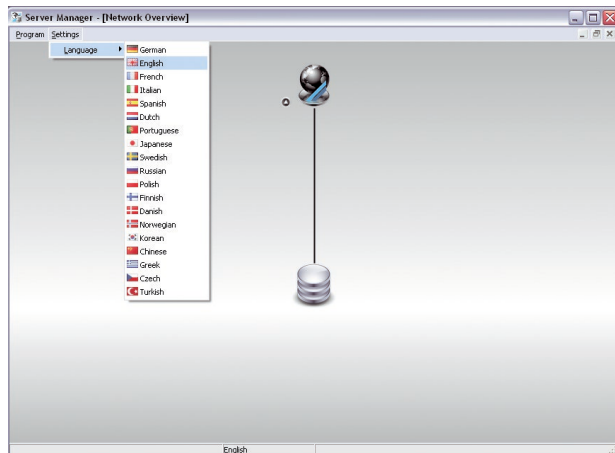 Server Manager - [Network Overview]
Program Settings
Language
German
English
French
Italian
Spanish
Dutch
Portuguese
Japanese
Swedish
Russian
Polish
Finnish
Danish
Norwegian
Korean
Chinese
Greek
Czech
Turkish
English